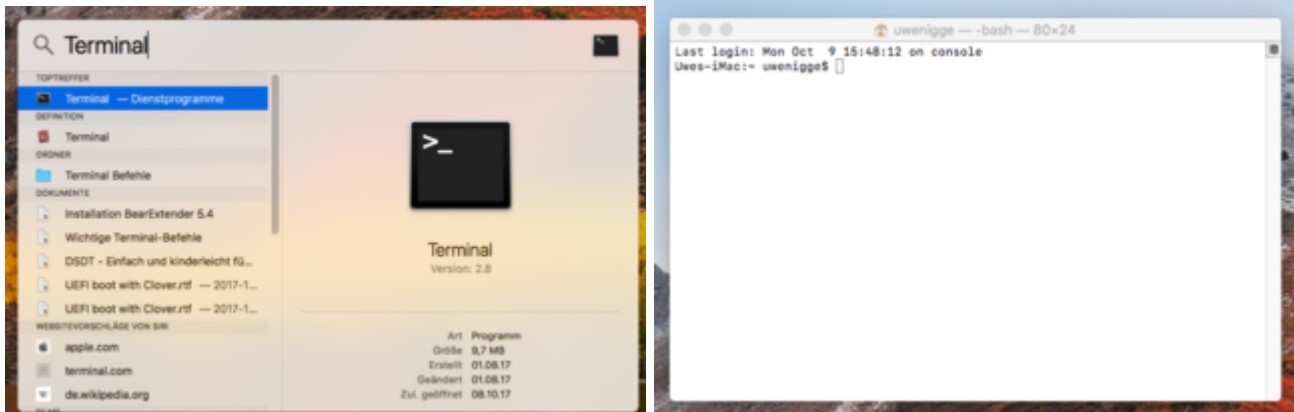 Terminal
TOPTREFFER
Terminal — Dienstprogramme
DEFINITION
Terminal
ORDNER
Terminal Befehle
DOKUMENTE
Installation BearExtender 5.4
Wichtige Terminal-Befehle
DSDT - Einfach und kinderleicht fü...
UEFI boot with Clover.rtf — 2017-1...
UEFI boot with Clover.rtf — 2017-1...
WEBSITEVORSCHLÄGE VON SIRI
apple.com
terminal.com
de.wikipedia.org
>_
Terminal
Version: 2.8
Art Programm
Größe 9,7 MB
Erstellt 01.08.17
Geändert 01.08.17
Zul. geöffnet 08.10.17
uwenigge — -bash — 80×24
Last login: Mon Oct 9 15:48:12 on console
Uwes-iMac:~ uwenigge$